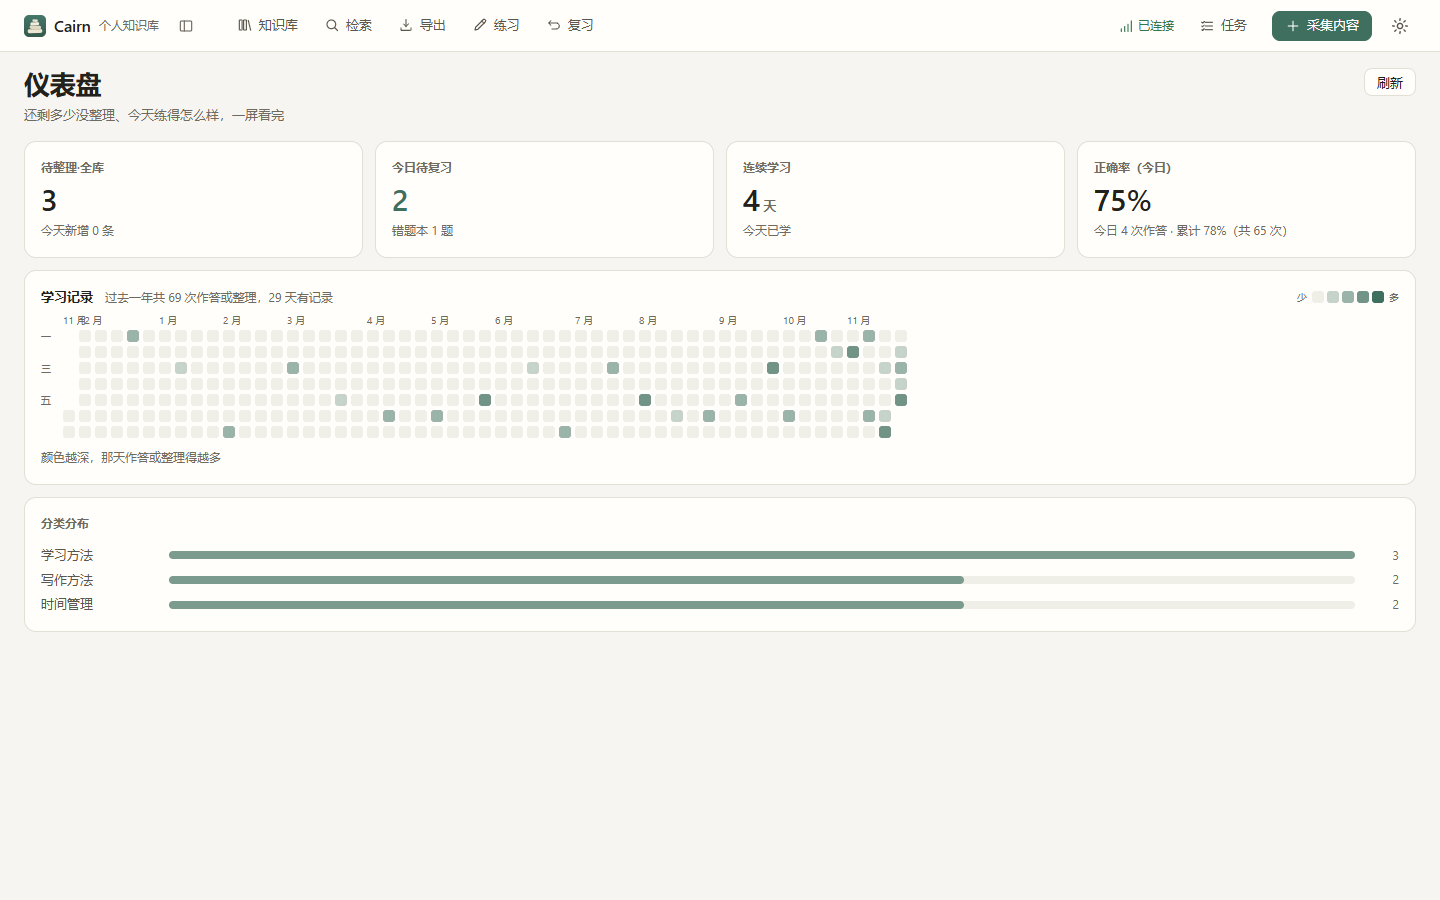 Cairn 个人知识库 知识库 检索 导出 练习 复习 已连接 任务 采集内容
仪表盘 刷新
还剩多少没整理、今天练得怎么样，一屏看完
待整理·全库 今日待复习 连续学习 正确率（今日）
3 2 4 天 75%
今天新增 0 条 错题本 1 题 今天已学 今日 4 次作答 · 累计 78%（共 65 次）
学习记录 过去一年共 69 次作答或整理，29 天有记录 少 多
11 月 12 月 1 月 2 月 3 月 4 月 5 月 6 月 7 月 8 月 9 月 10 月 11 月
一
三
五
颜色越深，那天作答或整理得越多
分类分布
学习方法 3
写作方法 2
时间管理 2